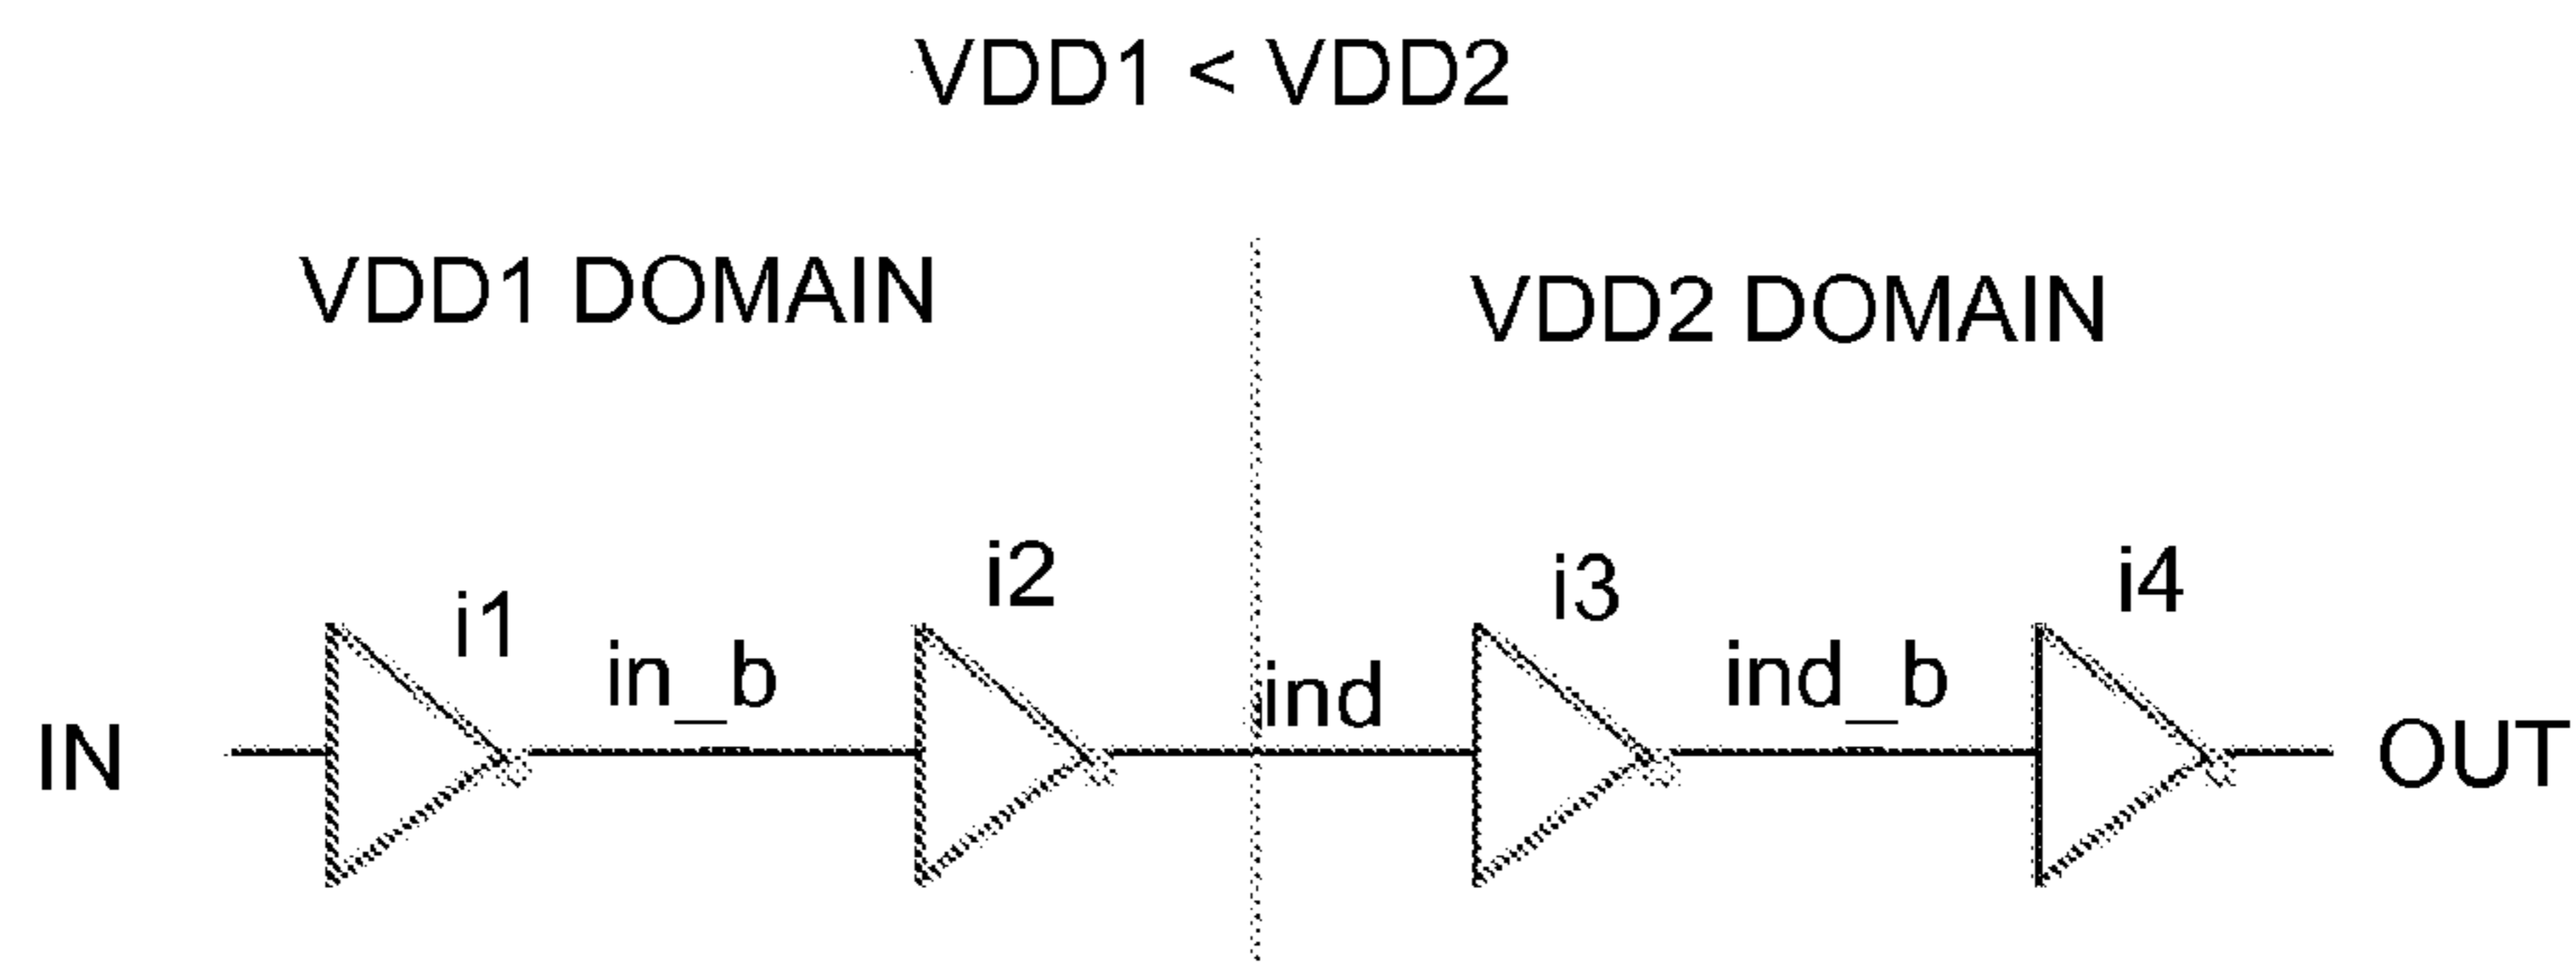 VDD1 < VDD2
VDD1 DOMAIN
VDD2 DOMAIN
i1
i2
i3
i4
in_b
ind
ind_b
IN
OUT